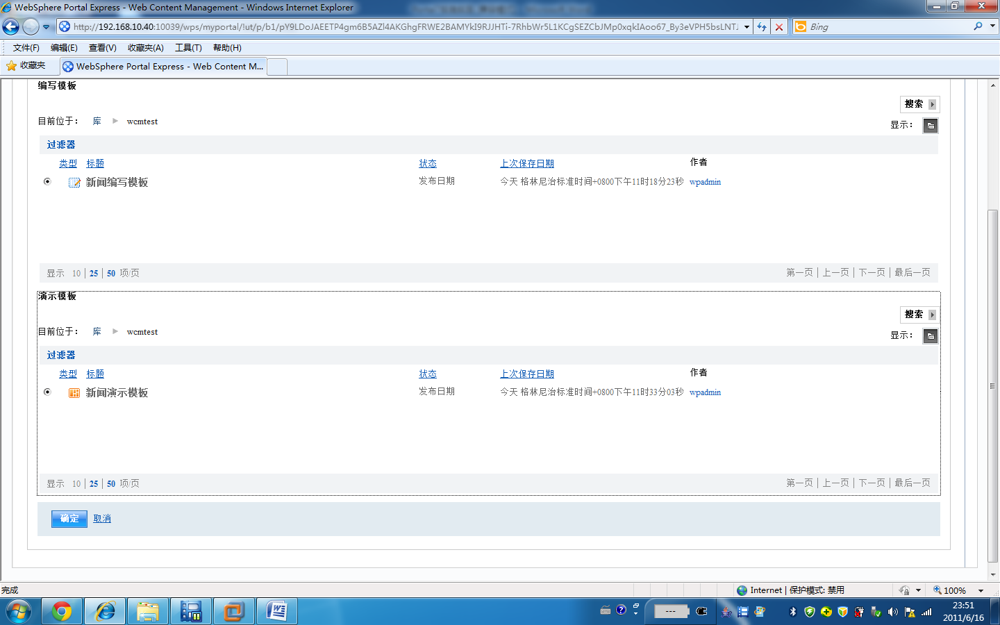 WebSphere Portal Express - Web Content Management - Windows Internet Explorer
http://192.168.10.40:10039/wps/myportal/!ut/p/b1/
Bing
文件(F) 编辑(E) 查看(V) 收藏夹(A) 工具(T) 帮助(H)
收藏夹 WebSphere Portal Express - Web Content M...
编写模板
搜索
目前位于： 库 wcmtest
显示：
过滤器
类型 标题 状态 上次保存日期 作者
新闻编写模板 发布日期 今天 格林尼治标准时间+0800下午11时18分23秒 wpadmin
显示 10 | 25 | 50 项/页 第一页 | 上一页 | 下一页 | 最后一页
演示模板
搜索
目前位于： 库 wcmtest
显示：
过滤器
类型 标题 状态 上次保存日期 作者
新闻演示模板 发布日期 今天 格林尼治标准时间+0800下午11时33分03秒 wpadmin
显示 10 | 25 | 50 项/页 第一页 | 上一页 | 下一页 | 最后一页
确定 取消
完成 Internet | 保护模式: 禁用 100%
---
23:51
2011/6/16